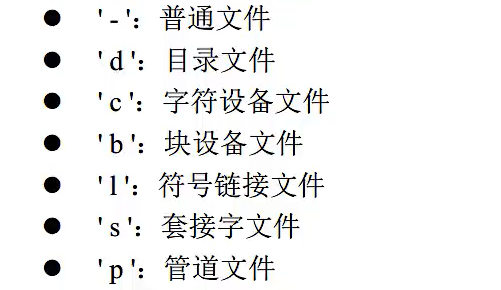 ● ' - '：普通文件
● ' d '：目录文件
● ' c '：字符设备文件
● ' b '：块设备文件
● ' l '：符号链接文件
● ' s '：套接字文件
● ' p '：管道文件